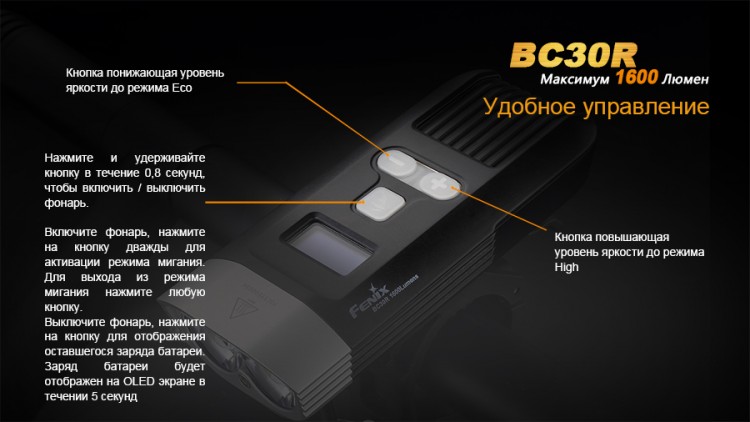 BC30R
Максимум 1600 Люмен
Удобное управление
Кнопка понижающая уровень
яркости до режима Eco
Нажмите и удерживайте
кнопку в течение 0,8 секунд,
чтобы включить / выключить
фонарь.
Включите фонарь, нажмите
на кнопку дважды для
активации режима мигания.
Для выхода из режима
мигания нажмите любую
кнопку.
Выключите фонарь, нажмите
на кнопку для отображения
оставшегося заряда батареи.
Заряд батареи будет
отображен на OLED экране в
течении 5 секунд
Кнопка повышающая
уровень яркости до режима
High
FENIX
BC30R 1600Lumens